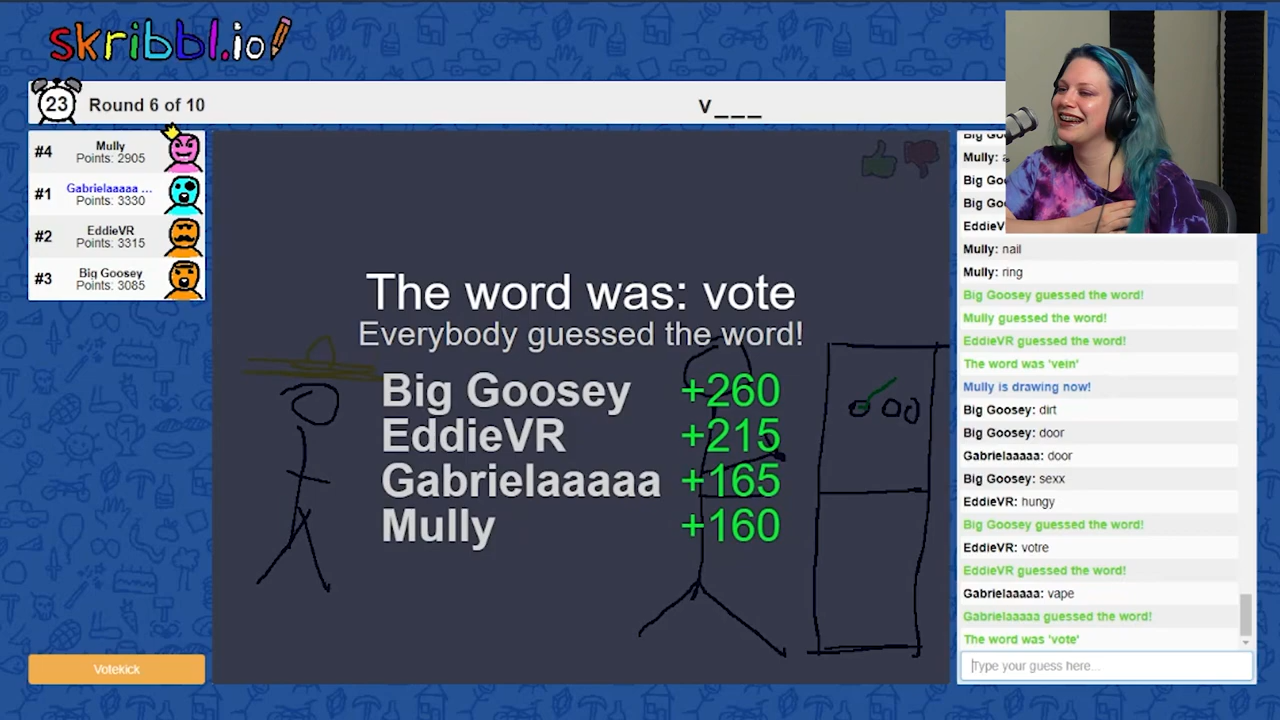 skribbl.io
23
Round 6 of 10
v___
#4
Mully
Points: 2905
#1
Gabrielaaaaa ...
Points: 3330
#2
EddieVR
Points: 3315
#3
Big Goosey
Points: 3085
Votekick
The word was: vote
Everybody guessed the word!
Big Goosey +260
EddieVR +215
Gabrielaaaaa +165
Mully +160
Mully:
Mully: nail
Mully: ring
Big Goosey guessed the word!
Mully guessed the word!
EddieVR guessed the word!
The word was 'vein'
Mully is drawing now!
Big Goosey: dirt
Big Goosey: door
Gabrielaaaaa: door
Big Goosey: sexx
EddieVR: hungy
Big Goosey guessed the word!
EddieVR: votre
EddieVR guessed the word!
Gabrielaaaaa: vape
Gabrielaaaaa guessed the word!
The word was 'vote'
Type your guess here...